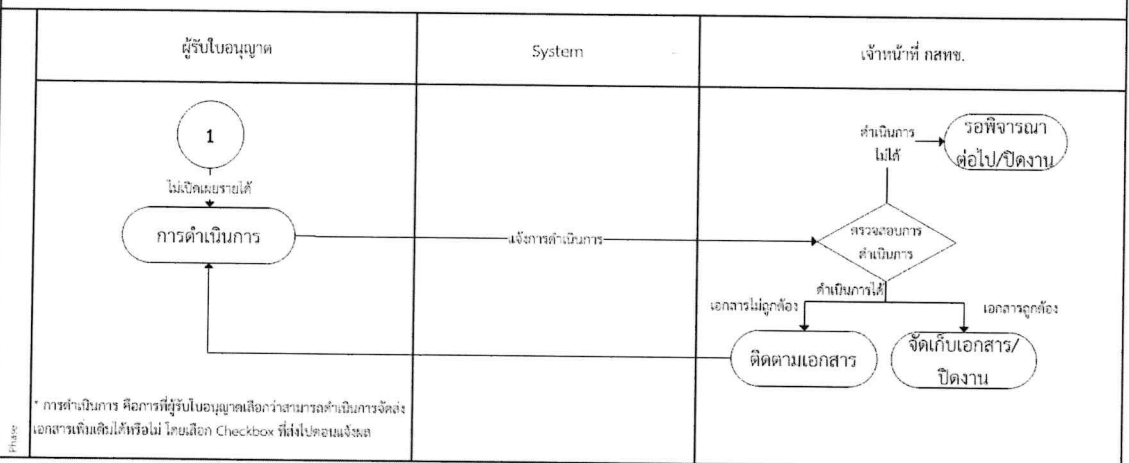 ผู้รับใบอนุญาต
System
เจ้าหน้าที่ กสทช.
1
ไม่เปิดเผยรายได้
การดำเนินการ
แจ้งการดำเนินการ
ตรวจสอบการ
ดำเนินการ
ดำเนินการ
ไม่ได้
รอพิจารณา
ต่อไป/ปิดงาน
ดำเนินการได้
เอกสารไม่ถูกต้อง
เอกสารถูกต้อง
ติดตามเอกสาร
จัดเก็บเอกสาร/
ปิดงาน
* การดำเนินการ คือการที่ผู้รับใบอนุญาตเลือกว่าสามารถดำเนินการจัดส่ง
เอกสารเพิ่มเติมได้หรือไม่ โดยเลือก Checkbox ที่ส่งไปตอนแจ้งผล
Phase